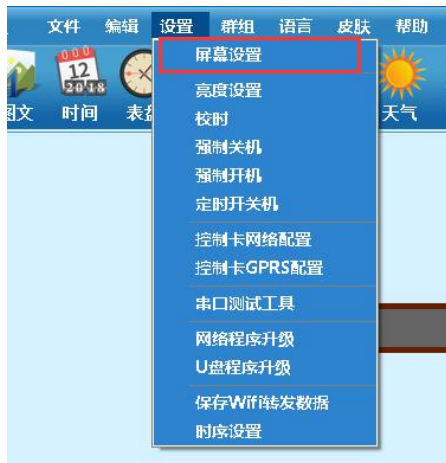 文件 编辑 设置 群组 语言 皮肤 帮助
12
2018
图文 时间 表盘 天气
屏幕设置
亮度设置
校时
强制关机
强制开机
定时开关机
控制卡网络配置
控制卡GPRS配置
串口测试工具
网络程序升级
U盘程序升级
保存Wifi转发数据
时序设置